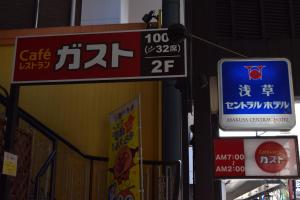 Café
レストラン
ガスト
100
32席
2F
浅草
セントラルホテル
ASAKUSA CENTRAL HOTEL
AM7:00
AM2:00
ガスト